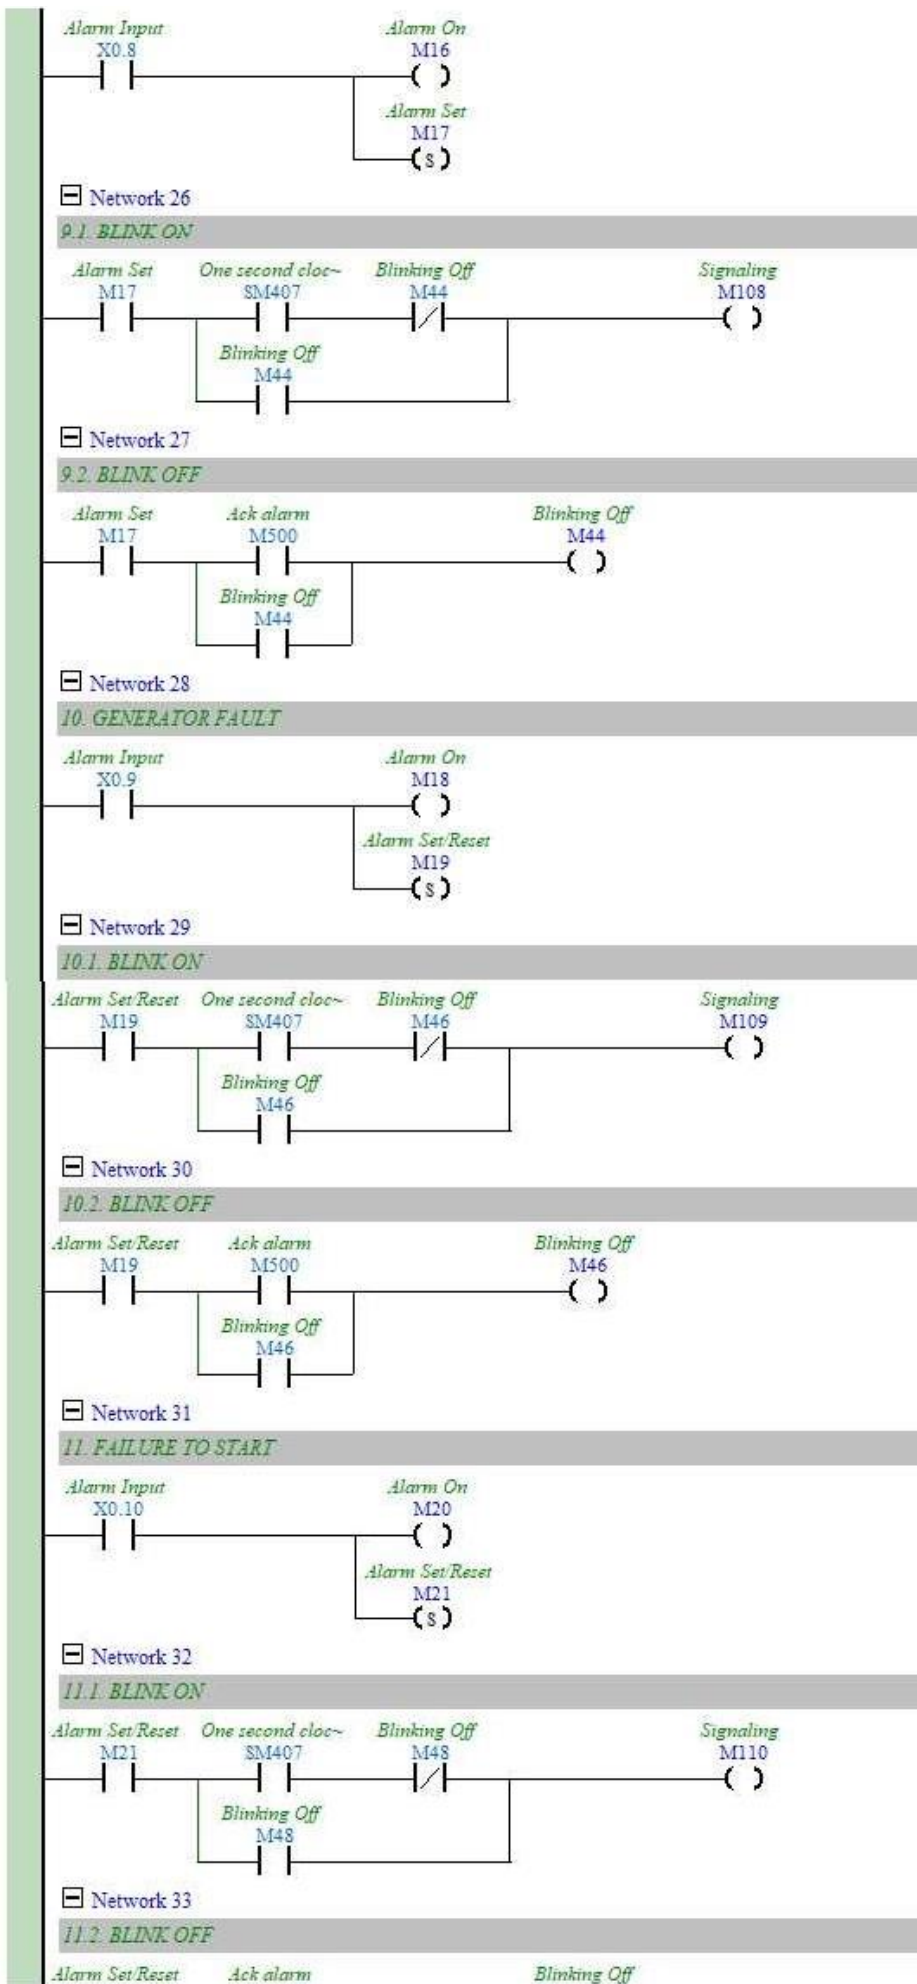 Alarm Input Alarm On
X0.8 M16
Alarm Set
M17
S
Network 26
9.1. BLINK ON
Alarm Set One second cloc~ Blinking Off Signaling
M17 SM407 M44 M108
Blinking Off
M44
Network 27
9.2. BLINK OFF
Alarm Set Ack alarm Blinking Off
M17 M500 M44
Blinking Off
M44
Network 28
10. GENERATOR FAULT
Alarm Input Alarm On
X0.9 M18
Alarm Set/Reset
M19
S
Network 29
10.1. BLINK ON
Alarm Set/Reset One second cloc~ Blinking Off Signaling
M19 SM407 M46 M109
Blinking Off
M46
Network 30
10.2. BLINK OFF
Alarm Set/Reset Ack alarm Blinking Off
M19 M500 M46
Blinking Off
M46
Network 31
11. FAILURE TO START
Alarm Input Alarm On
X0.10 M20
Alarm Set/Reset
M21
S
Network 32
11.1. BLINK ON
Alarm Set/Reset One second cloc~ Blinking Off Signaling
M21 SM407 M48 M110
Blinking Off
M48
Network 33
11.2. BLINK OFF
Alarm Set/Reset Ack alarm Blinking Off